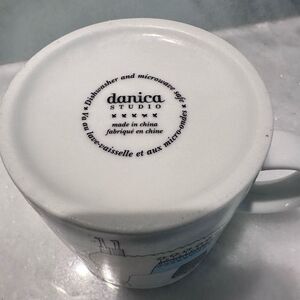 • Dishwasher and microwave safe •
danica
STUDIO
made in china
fabriqué en chine
Va au lave-vaisselle et aux micro-ondes